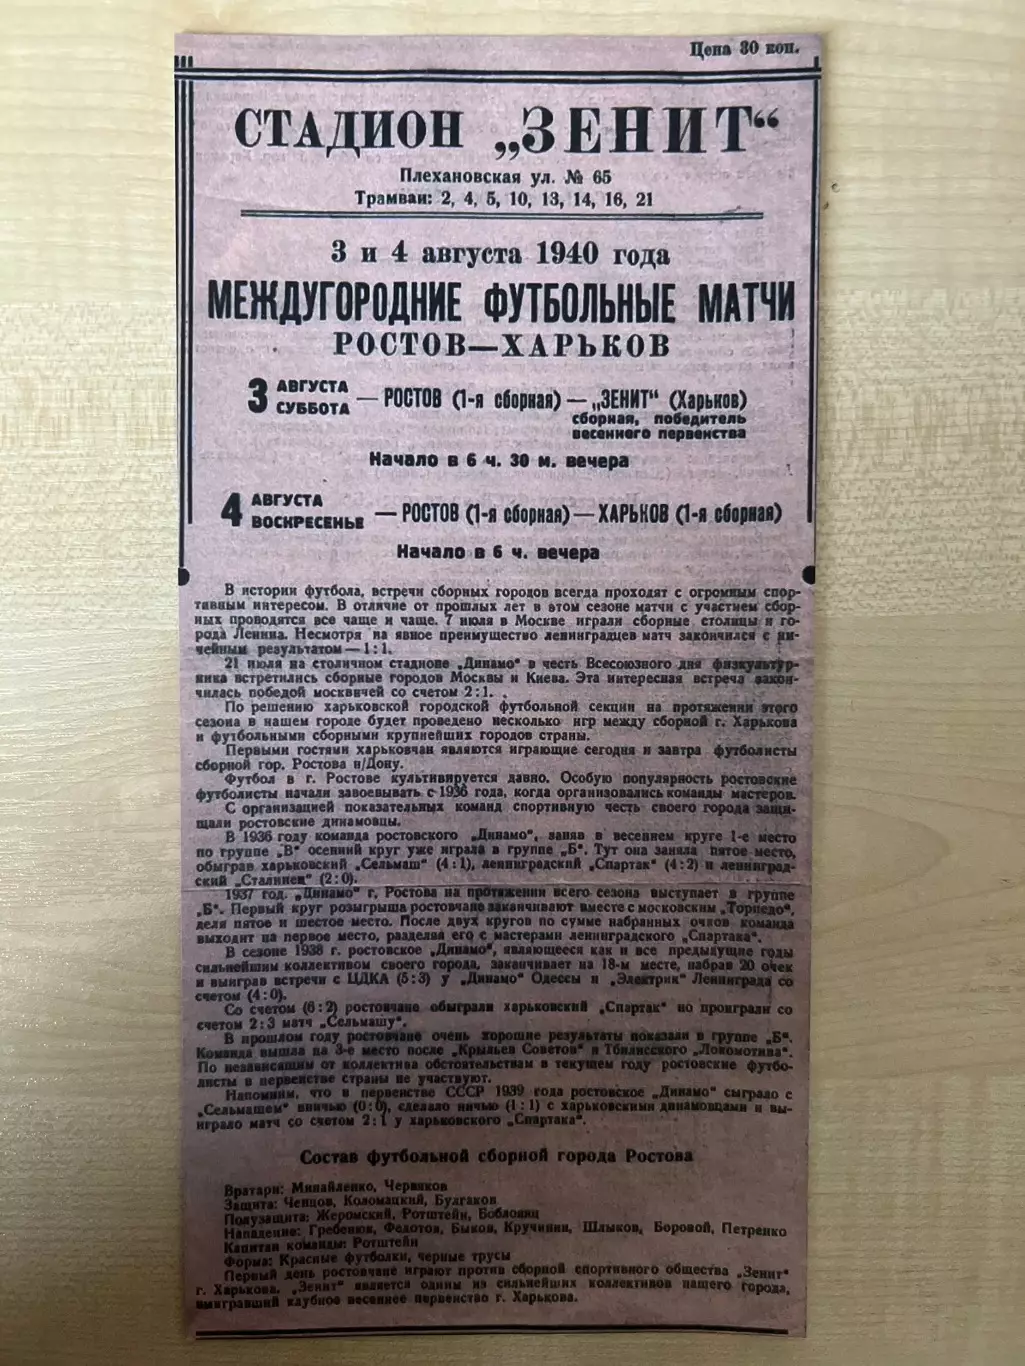 Цена 30 коп.
СТАДИОН „ЗЕНИТ“
Плехановская ул. № 65
Трамваи: 2, 4, 5, 10, 13, 14, 16, 21
3 и 4 августа 1940 года
МЕЖДУГОРОДНИЕ ФУТБОЛЬНЫЕ МАТЧИ
РОСТОВ—ХАРЬКОВ
3 АВГУСТА СУББОТА — РОСТОВ (1-я сборная) — „ЗЕНИТ“ (Харьков)
сборная, победитель
весеннего первенства
Начало в 6 ч. 30 м. вечера
4 АВГУСТА ВОСКРЕСЕНЬЕ — РОСТОВ (1-я сборная) — ХАРЬКОВ (1-я сборная)
Начало в 6 ч. вечера
В истории футбола, встречи сборных городов всегда проходят с огромным спор-
тивным интересом. В отличие от прошлых лет в этом сезоне матчи с участием сбор-
ных проводятся все чаще и чаще. 7 июля в Москве играли сборные столицы и го-
рода Ленина. Несмотря на явное преимущество ленинградцев матч закончился с ни-
чейным результатом — 1:1.
21 июля на столичном стадионе „Динамо“ в честь Всесоюзного дня физкультур-
ника встретились сборные городов Москвы и Киева. Эта интересная встреча закон-
чилась победой москвичей со счетом 2:1.
По решению харьковской городской футбольной секции на протяжении этого
сезона в нашем городе будет проведено несколько игр между сборной г. Харькова
и футбольными сборными крупнейших городов страны.
Первыми гостями харьковчан являются играющие сегодня и завтра футболисты
сборной гор. Ростова н/Дону.
Футбол в г. Ростове культивируется давно. Особую популярность ростовские
футболисты начали завоевывать с 1936 года, когда организовались команды мастеров.
С организацией показательных команд спортивную честь своего города защи-
щали ростовские динамовцы.
В 1936 году команда ростовского „Динамо“, заняв в весеннем круге 1-е место
по группе „В“ осенний круг уже играла в группе „Б“. Тут она заняла пятое место,
обыграв харьковский „Сельмаш“ (4:1), ленинградский „Спартак“ (4:2) и ленинград-
ский „Сталинец“ (2:0).
1937 год. „Динамо“ г. Ростова на протяжении всего сезона выступает в группе
„Б“. Первый круг розыгрыша ростовчане заканчивают вместе с московским „Торпедо“,
деля пятое и шестое место. После двух кругов по сумме набранных очков команда
выходит на первое место, разделяя его с мастерами ленинградского „Спартака“.
В сезоне 1938 г. ростовское „Динамо“, являющееся как и все предыдущие годы
сильнейшим коллективом своего города, заканчивает на 18-м месте, набрав 20 очек
и выиграв встречи с ЦДКА (5:3) у „Динамо“ Одессы и „Электрик“ Ленинграда со
счетом (4:0).
Со счетом (6:2) ростовчане обыграли харьковский „Спартак“ но проиграли со
счетом 2:3 матч „Сельмашу“.
В прошлом году ростовчане очень хорошие результаты показали в группе „Б“.
Команда вышла на 3-е место после „Крыльев Советов“ и Тбилисского „Локомотива“.
По независящим от коллектива обстоятельствам в текущем году ростовские футбо-
листы в первенстве страны не участвуют.
Напомним, что в первенстве СССР 1939 года ростовское „Динамо“ сыграло с
„Сельмашем“ вничью (0:0), сделало ничью (1:1) с харьковскими динамовцами и вы-
играло матч со счетом 2:1 у харьковского „Спартака“.
Состав футбольной сборной города Ростова
Вратари: Михайленко, Червяков
Защита: Ченцов, Коломацкий, Булгаков
Полузащита: Жеромский, Ротштейн, Бобловиц
Нападение: Гребенюк, Федотов, Быков, Кручинин, Шлыков, Боровой, Петренко
Капитан команды: Ротштейн
Форма: Красные футболки, черные трусы
Первый день ростовчане играют против сборной спортивного общества „Зенит“
г. Харькова. „Зенит“ является одним из сильнейших коллективов нашего города,
выигравший клубное весеннее первенство г. Харькова.